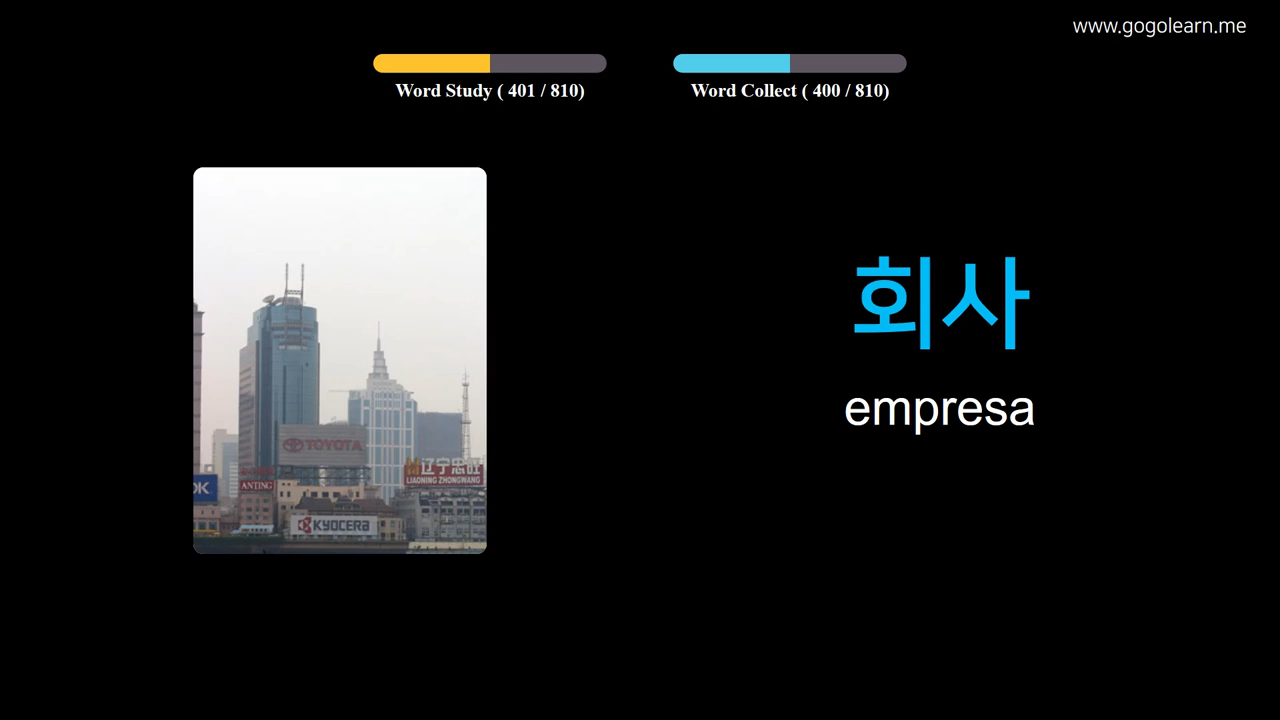 www.gogolearn.me
Word Study ( 401 / 810)
Word Collect ( 400 / 810)
회사
empresa
TOYOTA
辽宁忠旺
LIAONING ZHONGWANG
OK
ANTING
KYOCERA